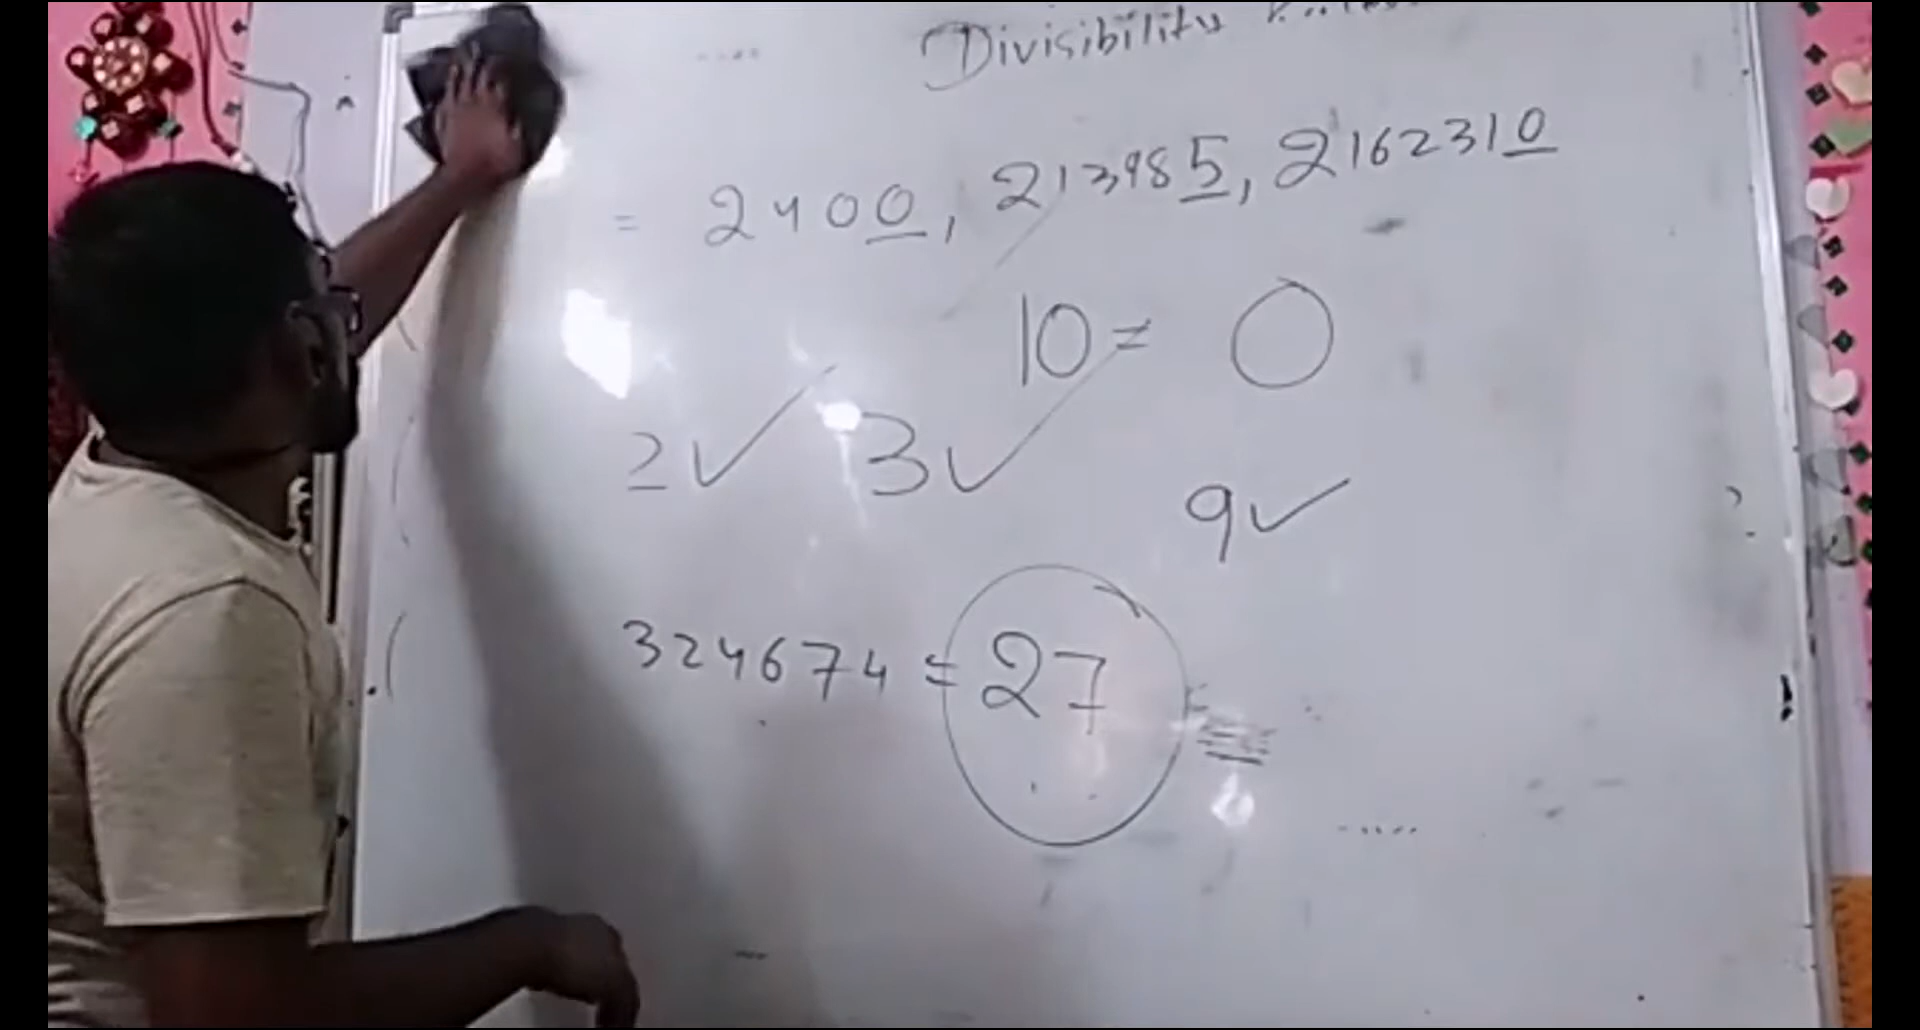 Divisibility
= 2400, 213985, 2162310
10 = 0
2✓ 3✓
9✓
324674 = 27 =